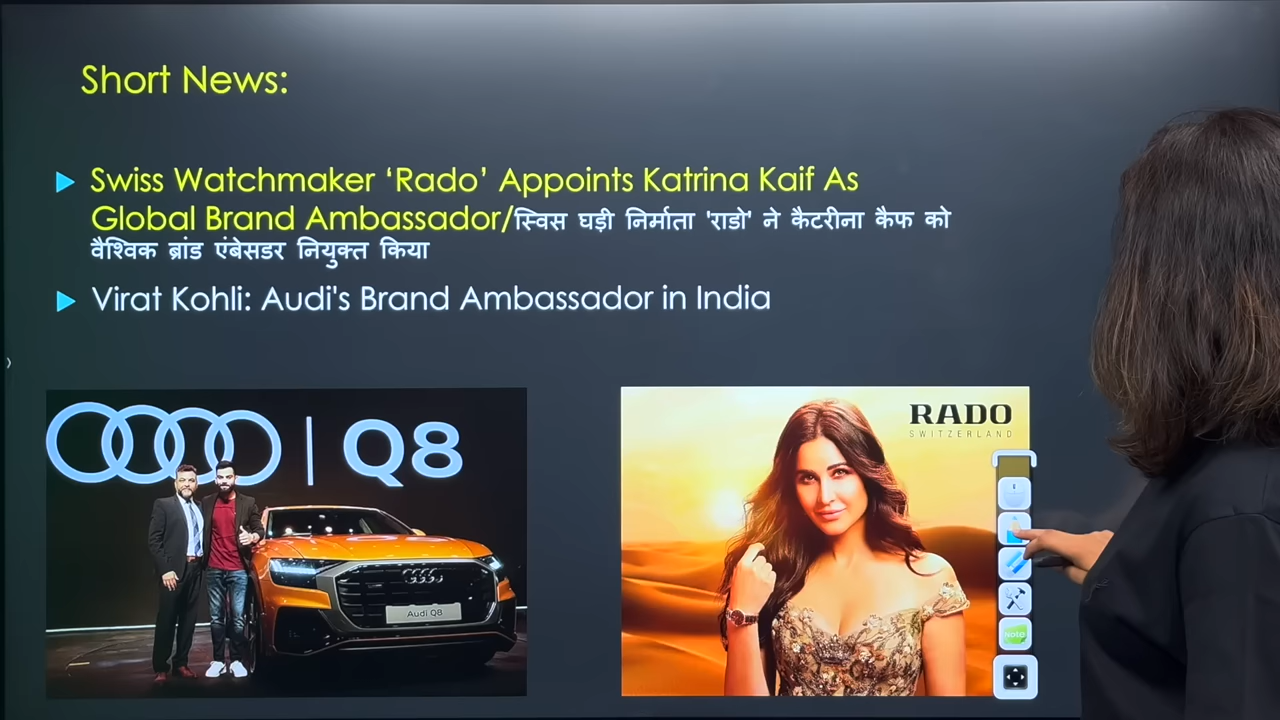 Short News:
Swiss Watchmaker ‘Rado’ Appoints Katrina Kaif As
Global Brand Ambassador/स्विस घड़ी निर्माता 'राडो' ने कैटरीना कैफ को
वैश्विक ब्रांड एंबेसडर नियुक्त किया
Virat Kohli: Audi's Brand Ambassador in India
Q8
Audi Q8
RADO
SWITZERLAND
Note